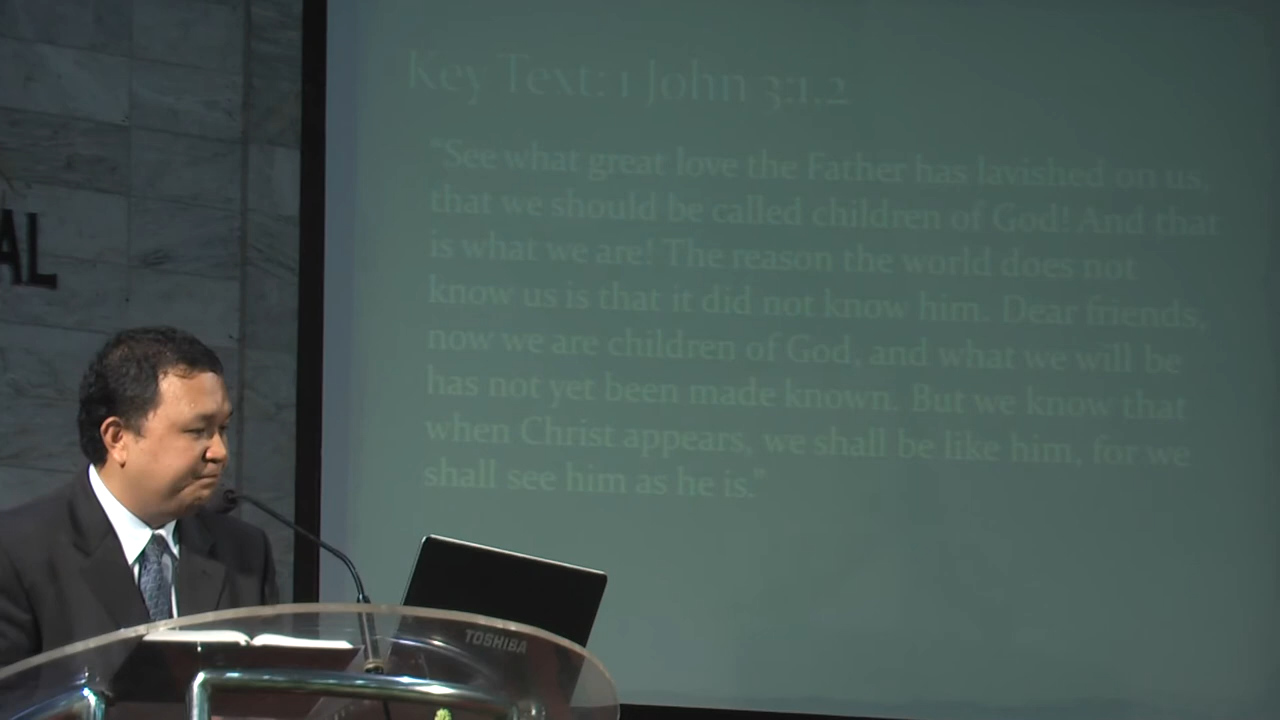 Key Text: 1 John 3:1.2
"See what great love the Father has lavished on us,
that we should be called children of God! And that
is what we are! The reason the world does not
know us is that it did not know him. Dear friends,
now we are children of God, and what we will be
has not yet been made known. But we know that
when Christ appears, we shall be like him, for we
shall see him as he is."
AL
TOSHIBA